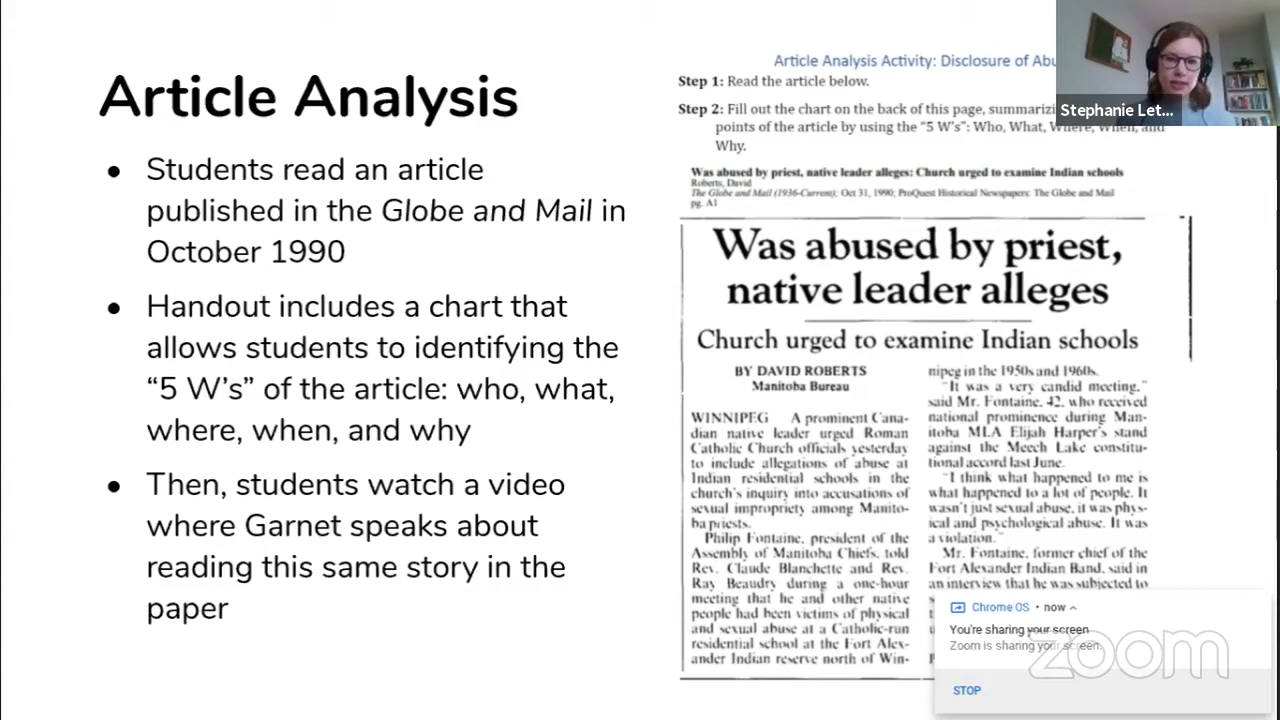 Article Analysis
● Students read an article
published in the Globe and Mail in
October 1990
● Handout includes a chart that
allows students to identifying the
“5 W’s” of the article: who, what,
where, when, and why
● Then, students watch a video
where Garnet speaks about
reading this same story in the
paper
Article Analysis Activity: Disclosure of Abu
Step 1: Read the article below.
Step 2: Fill out the chart on the back of this page, summarizi
points of the article by using the “5 W’s”: Who, What, Where, When, and
Why.
Was abused by priest, native leader alleges: Church urged to examine Indian schools
Roberts, David
The Globe and Mail (1936-Current); Oct 31, 1990; ProQuest Historical Newspapers: The Globe and Mail
pg. A1
Was abused by priest,
native leader alleges
Church urged to examine Indian schools
BY DAVID ROBERTS
Manitoba Bureau
WINNIPEG A prominent Cana-
dian native leader urged Roman
Catholic Church officials yesterday
to include allegations of abuse at
Indian residential schools in the
church's inquiry into accusations of
sexual impropriety among Manito-
ba priests.
Philip Fontaine, president of the
Assembly of Manitoba Chiefs, told
Rev. Claude Blanchette and Rev.
Ray Beaudry during a one-hour
meeting that he and other native
people had been victims of physical
and sexual abuse at a Catholic-run
residential school at the Fort Alex-
ander Indian reserve north of Win-
nipeg in the 1950s and 1960s.
"It was a very candid meeting,"
said Mr. Fontaine, 42, who received
national prominence during Man-
itoba MLA Elijah Harper's stand
against the Meech Lake constitu-
tional accord last June.
"I think what happened to me is
what happened to a lot of people. It
wasn't just sexual abuse, it was phys-
ical and psychological abuse. It was
a violation."
Mr. Fontaine, former chief of the
Fort Alexander Indian Band, said in
an interview that he was subjected to
Stephanie Let...
Chrome OS • now
You're sharing your screen
Zoom is sharing your screen.
STOP
zoom